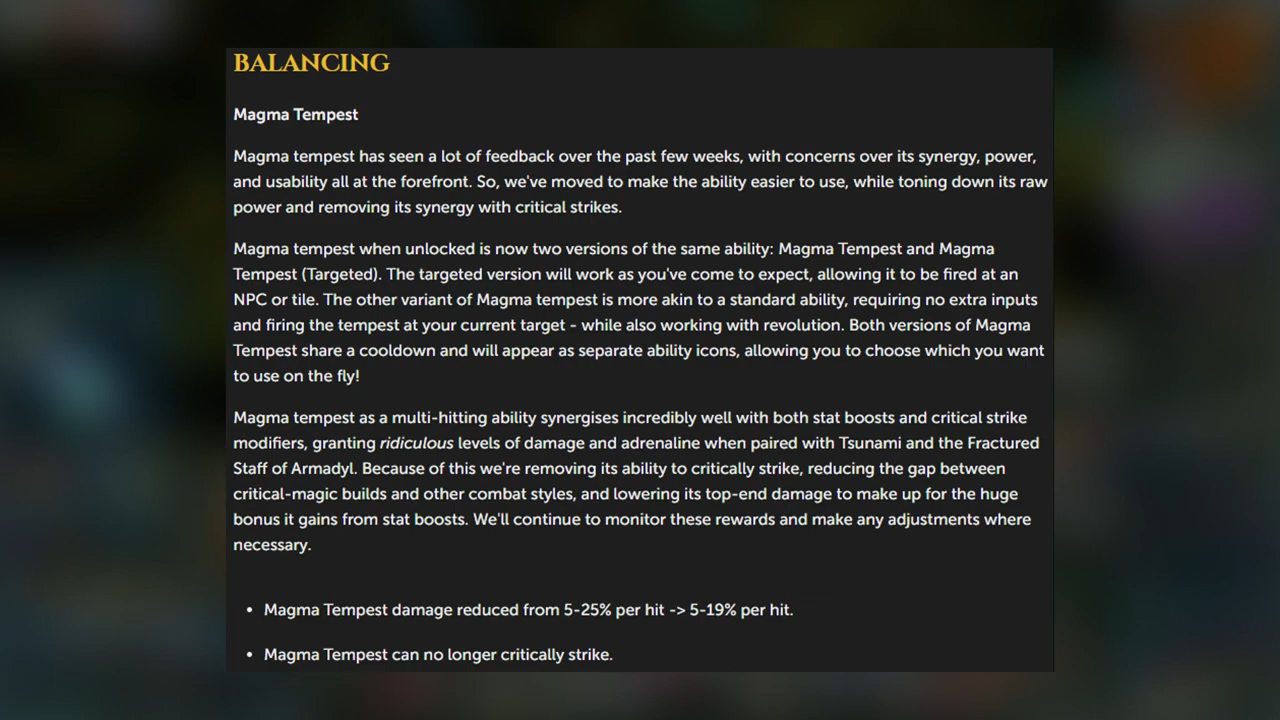 BALANCING
Magma Tempest
Magma tempest has seen a lot of feedback over the past few weeks, with concerns over its synergy, power,
and usability all at the forefront. So, we've moved to make the ability easier to use, while toning down its raw
power and removing its synergy with critical strikes.
Magma tempest when unlocked is now two versions of the same ability: Magma Tempest and Magma
Tempest (Targeted). The targeted version will work as you've come to expect, allowing it to be fired at an
NPC or tile. The other variant of Magma tempest is more akin to a standard ability, requiring no extra inputs
and firing the tempest at your current target - while also working with revolution. Both versions of Magma
Tempest share a cooldown and will appear as separate ability icons, allowing you to choose which you want
to use on the fly!
Magma tempest as a multi-hitting ability synergises incredibly well with both stat boosts and critical strike
modifiers, granting ridiculous levels of damage and adrenaline when paired with Tsunami and the Fractured
Staff of Armadyl. Because of this we're removing its ability to critically strike, reducing the gap between
critical-magic builds and other combat styles, and lowering its top-end damage to make up for the huge
bonus it gains from stat boosts. We'll continue to monitor these rewards and make any adjustments where
necessary.
• Magma Tempest damage reduced from 5-25% per hit -> 5-19% per hit.
• Magma Tempest can no longer critically strike.